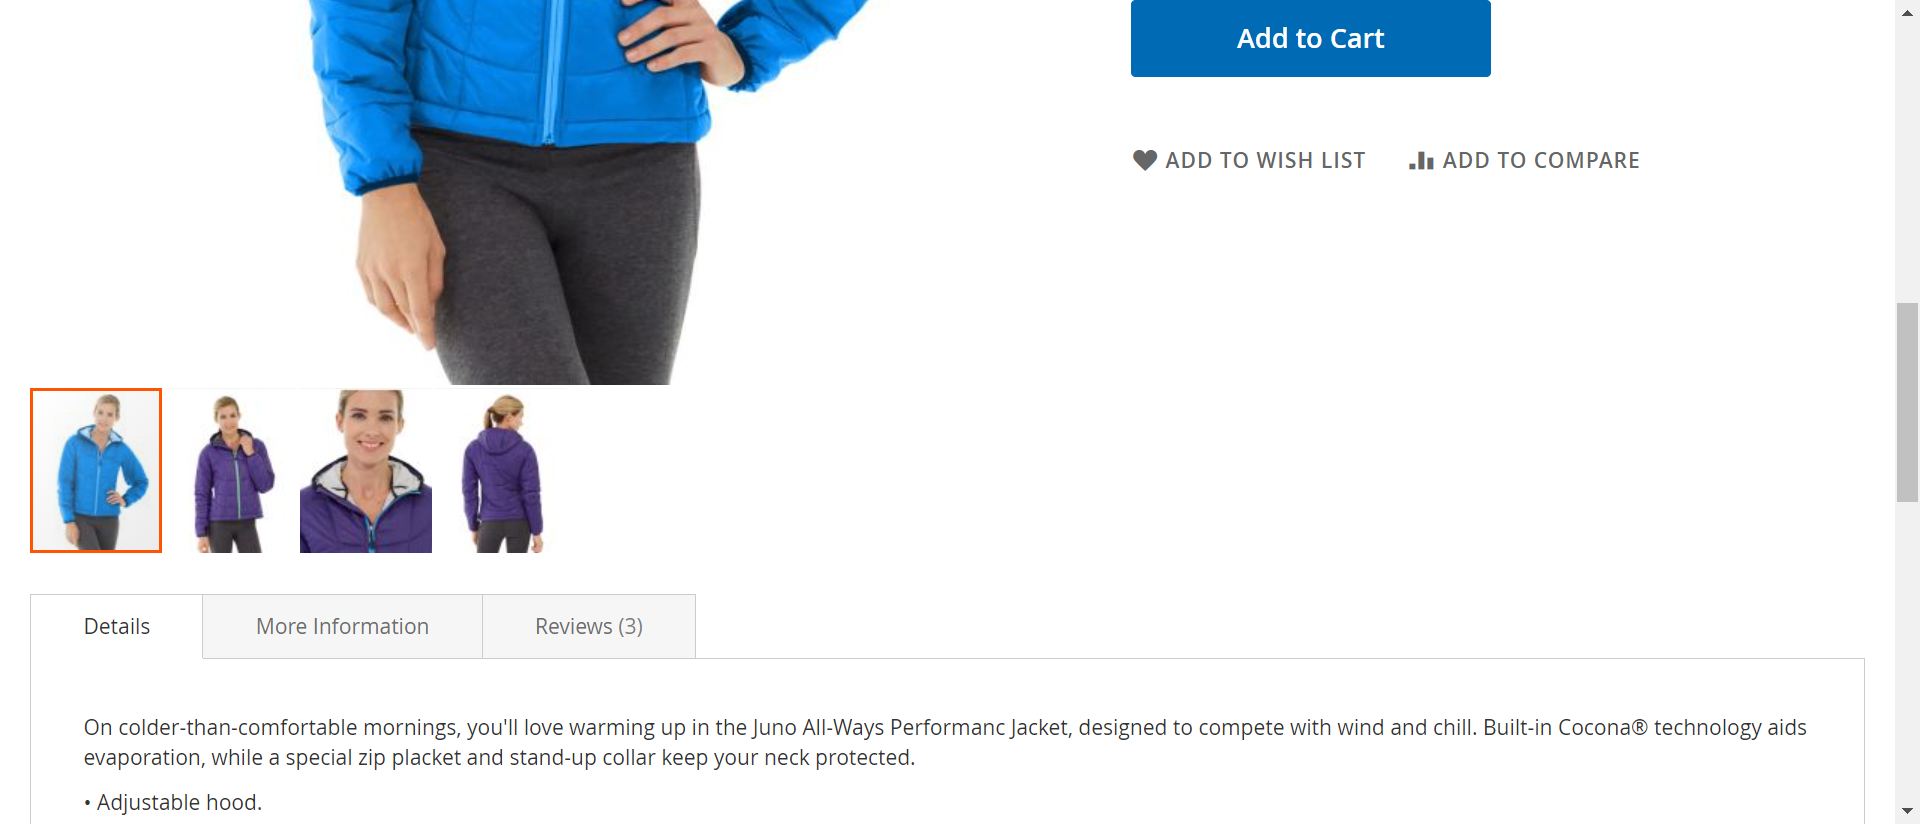 Add to Cart
ADD TO WISH LIST
ADD TO COMPARE
Details
More Information
Reviews (3)
On colder-than-comfortable mornings, you'll love warming up in the Juno All-Ways Performanc Jacket, designed to compete with wind and chill. Built-in Cocona® technology aids
evaporation, while a special zip placket and stand-up collar keep your neck protected.
• Adjustable hood.